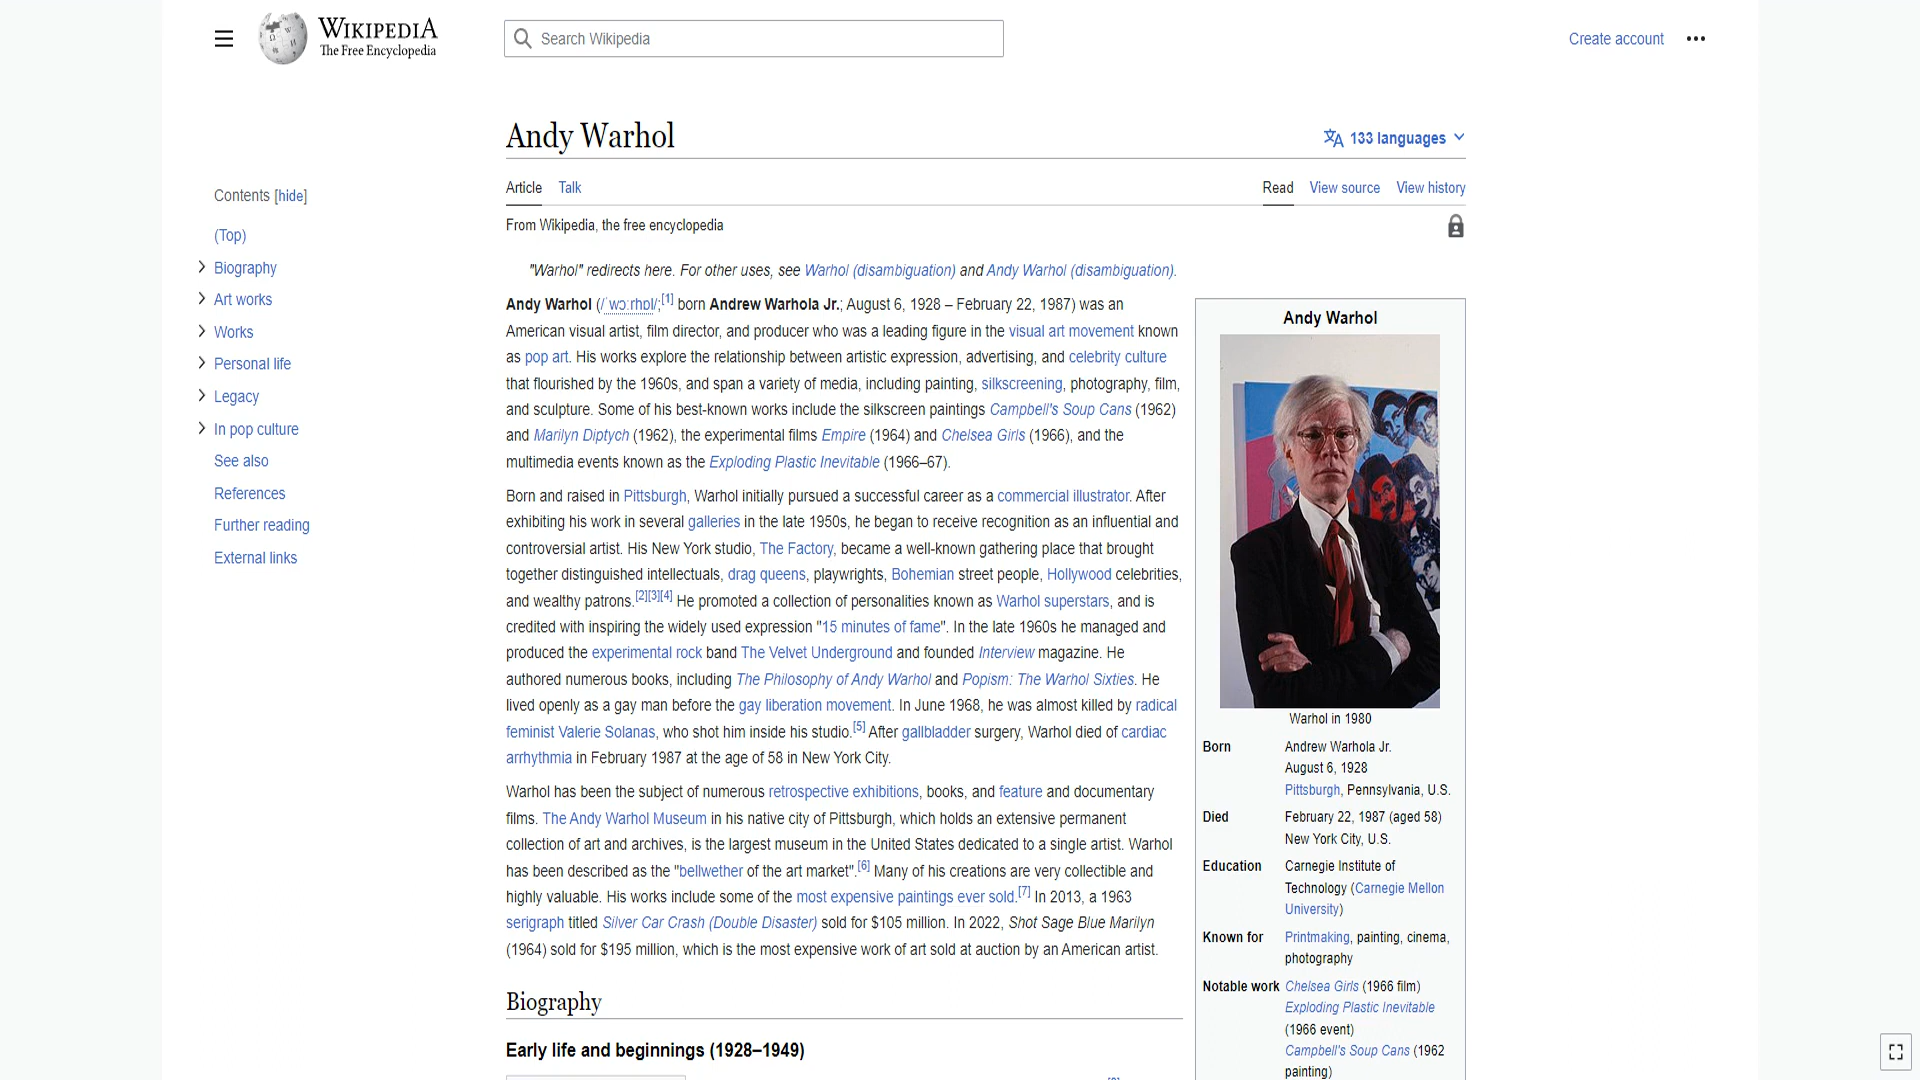 WIKIPEDIA
The Free Encyclopedia
Search Wikipedia
Create account
Andy Warhol
133 languages
Article Talk
Read View source View history
From Wikipedia, the free encyclopedia
Contents [hide]
(Top)
Biography
Art works
Works
Personal life
Legacy
In pop culture
See also
References
Further reading
External links
"Warhol" redirects here. For other uses, see Warhol (disambiguation) and Andy Warhol (disambiguation).
Andy Warhol (/ˈwɔːrhɒl/;[1] born Andrew Warhola Jr.; August 6, 1928 – February 22, 1987) was an
American visual artist, film director, and producer who was a leading figure in the visual art movement known
as pop art. His works explore the relationship between artistic expression, advertising, and celebrity culture
that flourished by the 1960s, and span a variety of media, including painting, silkscreening, photography, film,
and sculpture. Some of his best-known works include the silkscreen paintings Campbell's Soup Cans (1962)
and Marilyn Diptych (1962), the experimental films Empire (1964) and Chelsea Girls (1966), and the
multimedia events known as the Exploding Plastic Inevitable (1966–67).
Born and raised in Pittsburgh, Warhol initially pursued a successful career as a commercial illustrator. After
exhibiting his work in several galleries in the late 1950s, he began to receive recognition as an influential and
controversial artist. His New York studio, The Factory, became a well-known gathering place that brought
together distinguished intellectuals, drag queens, playwrights, Bohemian street people, Hollywood celebrities,
and wealthy patrons.[2][3][4] He promoted a collection of personalities known as Warhol superstars, and is
credited with inspiring the widely used expression "15 minutes of fame". In the late 1960s he managed and
produced the experimental rock band The Velvet Underground and founded Interview magazine. He
authored numerous books, including The Philosophy of Andy Warhol and Popism: The Warhol Sixties. He
lived openly as a gay man before the gay liberation movement. In June 1968, he was almost killed by radical
feminist Valerie Solanas, who shot him inside his studio.[5] After gallbladder surgery, Warhol died of cardiac
arrhythmia in February 1987 at the age of 58 in New York City.
Warhol has been the subject of numerous retrospective exhibitions, books, and feature and documentary
films. The Andy Warhol Museum in his native city of Pittsburgh, which holds an extensive permanent
collection of art and archives, is the largest museum in the United States dedicated to a single artist. Warhol
has been described as the "bellwether of the art market".[6] Many of his creations are very collectible and
highly valuable. His works include some of the most expensive paintings ever sold.[7] In 2013, a 1963
serigraph titled Silver Car Crash (Double Disaster) sold for $105 million. In 2022, Shot Sage Blue Marilyn
(1964) sold for $195 million, which is the most expensive work of art sold at auction by an American artist.
Biography
Early life and beginnings (1928–1949)
Andy Warhol
Warhol in 1980
Born Andrew Warhola Jr.
August 6, 1928
Pittsburgh, Pennsylvania, U.S.
Died February 22, 1987 (aged 58)
New York City, U.S.
Education Carnegie Institute of
Technology (Carnegie Mellon
University)
Known for Printmaking, painting, cinema,
photography
Notable work Chelsea Girls (1966 film)
Exploding Plastic Inevitable
(1966 event)
Campbell's Soup Cans (1962
painting)